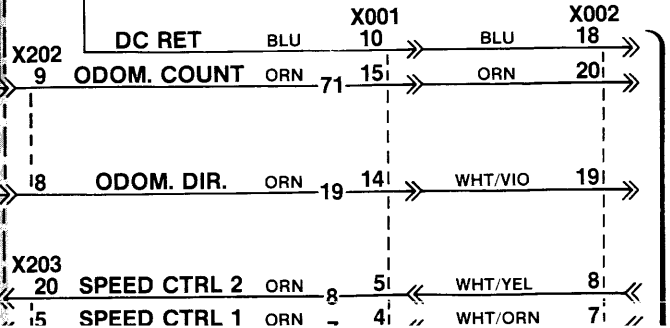 X001 X002
DC RET BLU 10 BLU 18
X202
9 ODOM. COUNT ORN 71 15 ORN 20
18 ODOM. DIR. ORN 19 14 WHT/VIO 19
X203
20 SPEED CTRL 2 ORN 8 5 WHT/YEL 8
5 SPEED CTRL 1 ORN 4 WHT/ORN 7